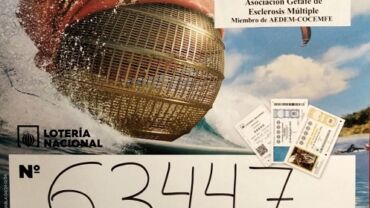 Asociación Getafe de
Esclerosis Múltiple
Miembro de AEDEM-COCEMFE
LOTERÍA
NACIONAL
Nº 63447